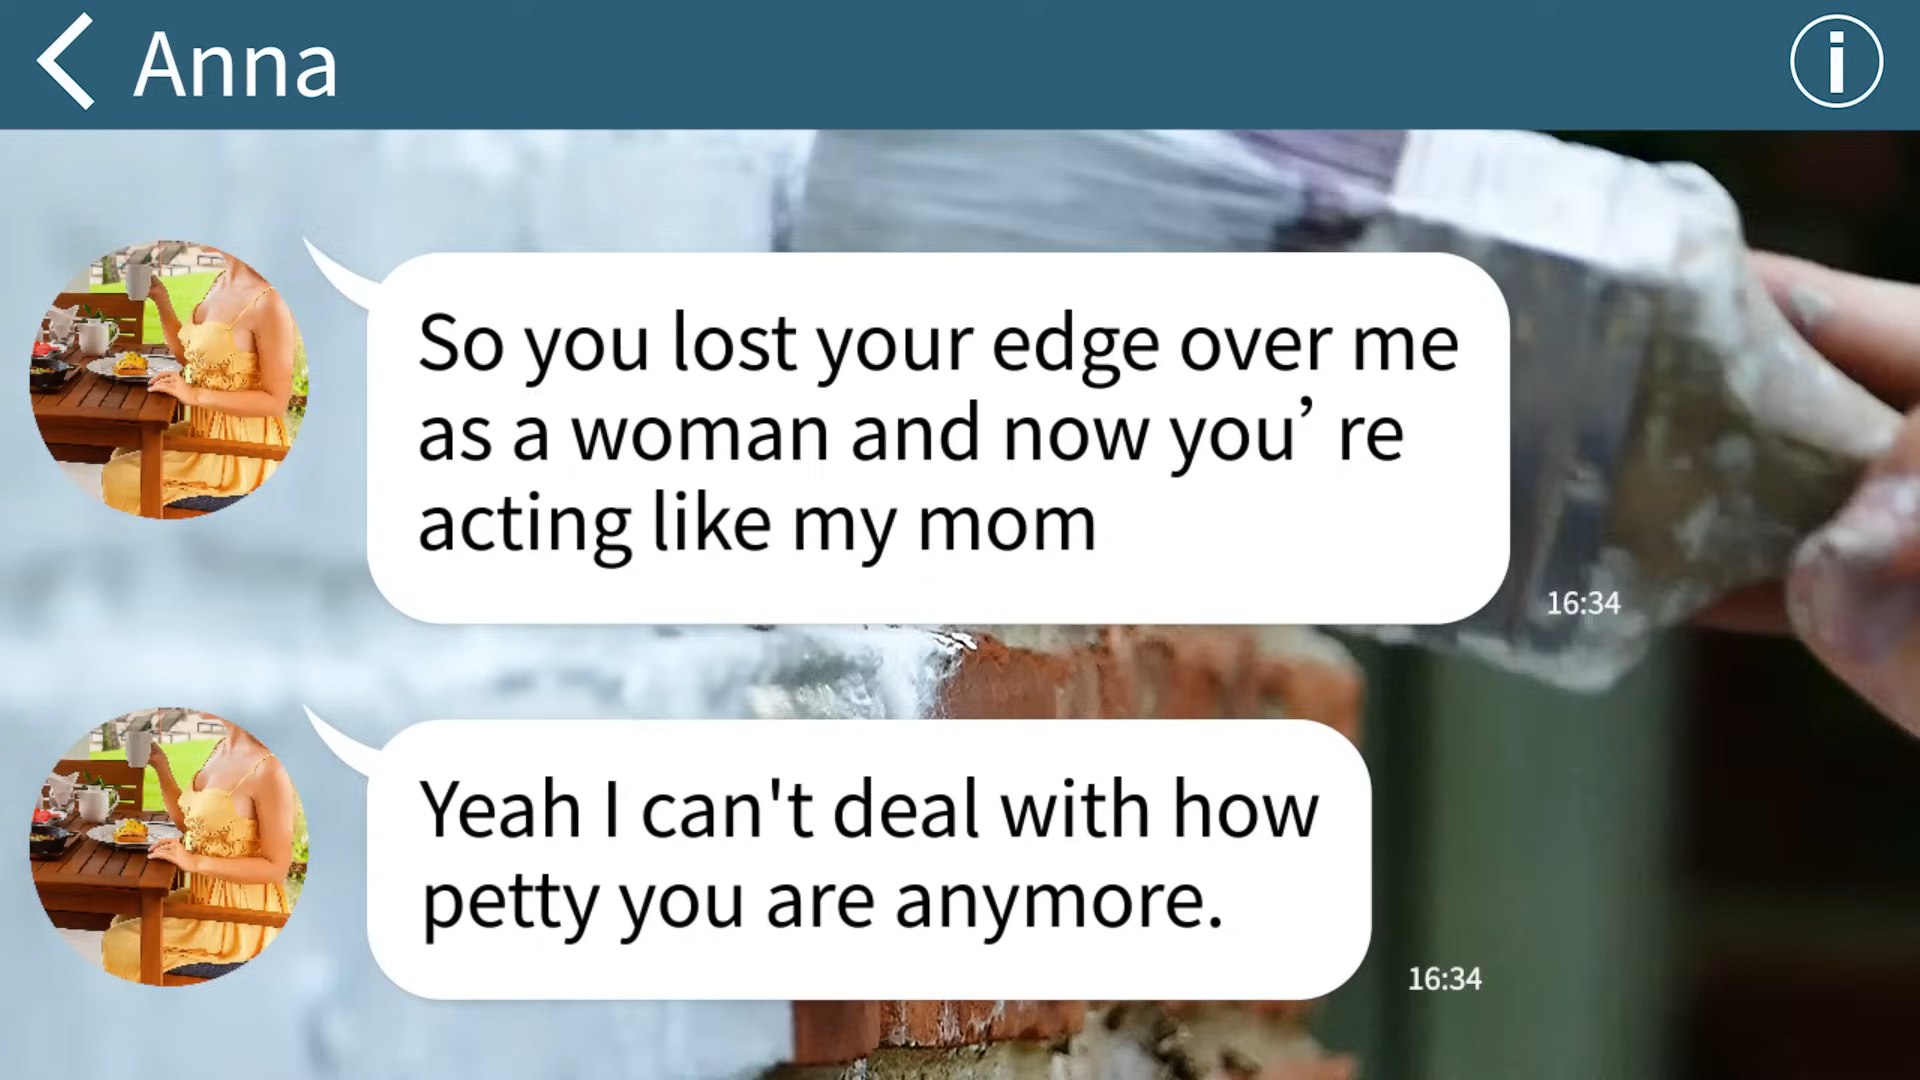 Anna
So you lost your edge over me
as a woman and now you’ re
acting like my mom
16:34
Yeah I can't deal with how
petty you are anymore.
16:34